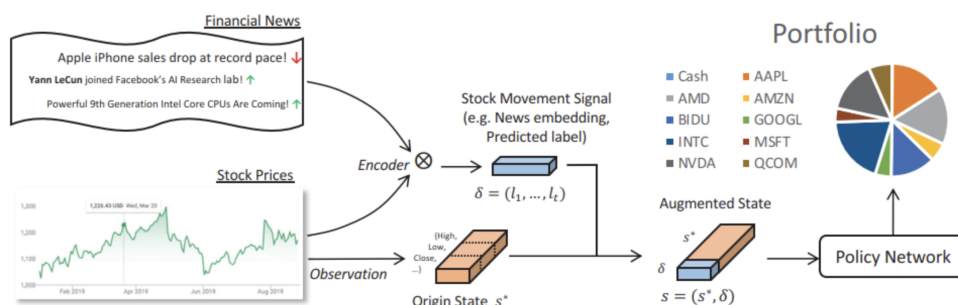 Financial News
Apple iPhone sales drop at record pace!
Yann LeCun joined Facebook's AI Research lab!
Powerful 9th Generation Intel Core CPUs Are Coming!
Stock Prices
1,226.43 USD Wed, Mar 20
1,300
1,200
1,100
1,000
Feb 2019
Apr 2019
Jun 2019
Aug 2019
Encoder
Observation
Stock Movement Signal
(e.g. News embedding,
Predicted label)
δ = (l₁, …, lₜ)
{High,
Low,
Close,
…}
Origin State s*
Augmented State
s*
δ
s = (s*, δ)
Policy Network
Portfolio
Cash
AAPL
AMD
AMZN
BIDU
GOOGL
INTC
MSFT
NVDA
QCOM